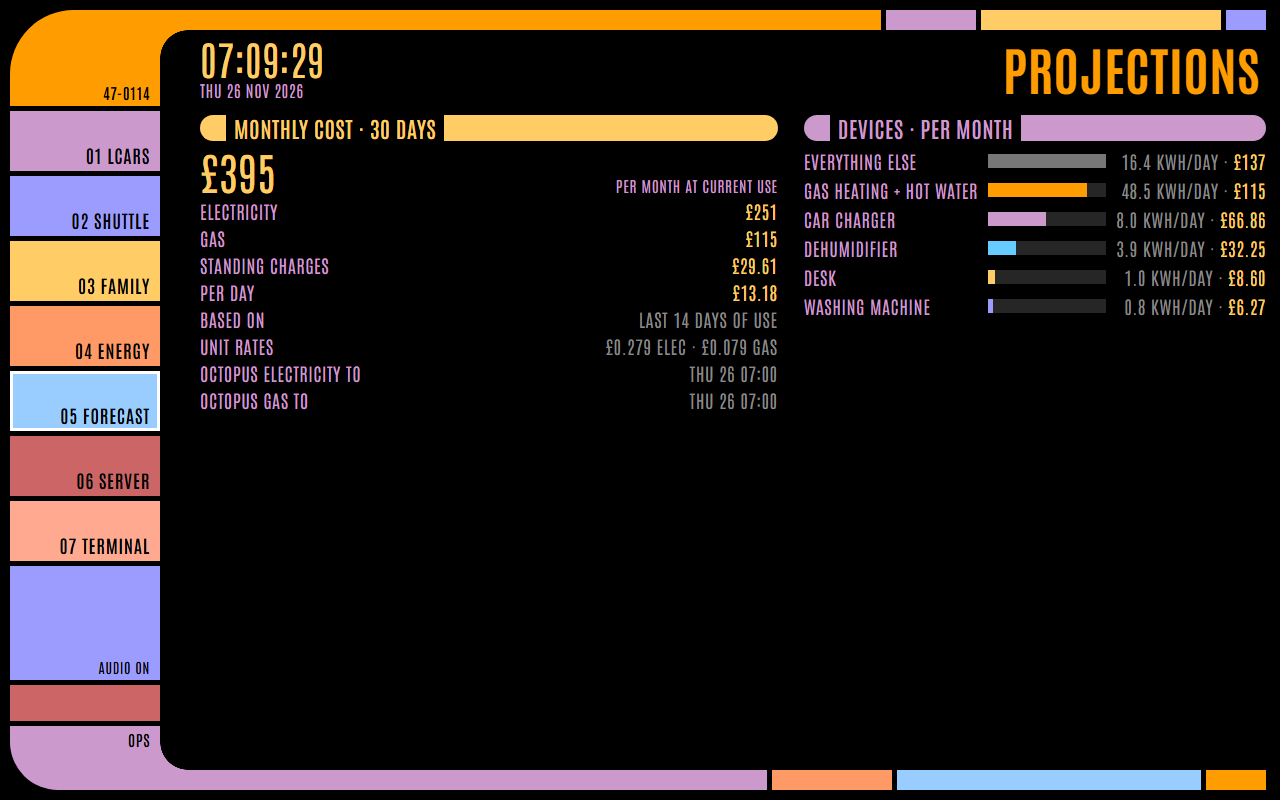 47-0114
01 LCARS
02 SHUTTLE
03 FAMILY
04 ENERGY
05 FORECAST
06 SERVER
07 TERMINAL
AUDIO ON
OPS
07:09:29
THU 26 NOV 2026
PROJECTIONS
MONTHLY COST · 30 DAYS
£395 PER MONTH AT CURRENT USE
ELECTRICITY £251
GAS £115
STANDING CHARGES £29.61
PER DAY £13.18
BASED ON LAST 14 DAYS OF USE
UNIT RATES £0.279 ELEC · £0.079 GAS
OCTOPUS ELECTRICITY TO THU 26 07:00
OCTOPUS GAS TO THU 26 07:00
DEVICES · PER MONTH
EVERYTHING ELSE 16.4 KWH/DAY · £137
GAS HEATING + HOT WATER 48.5 KWH/DAY · £115
CAR CHARGER 8.0 KWH/DAY · £66.86
DEHUMIDIFIER 3.9 KWH/DAY · £32.25
DESK 1.0 KWH/DAY · £8.60
WASHING MACHINE 0.8 KWH/DAY · £6.27